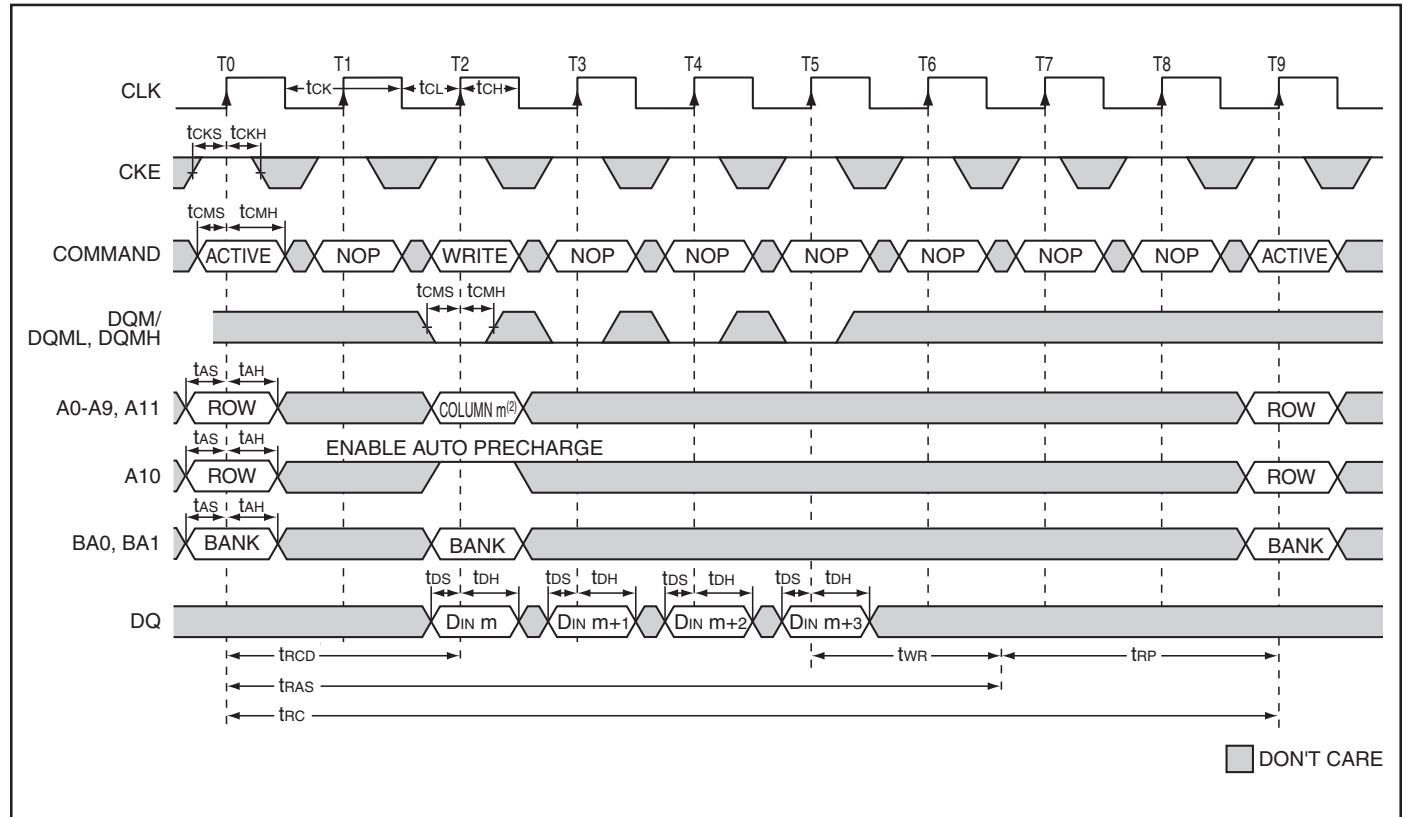 T0 T1 T2 T3 T4 T5 T6 T7 T8 T9
CLK
tCK tCL tCH
tCKS tCKH
CKE
tCMS tCMH
COMMAND ACTIVE NOP WRITE NOP NOP NOP NOP NOP NOP ACTIVE
tCMS tCMH
DQM/
DQML, DQMH
tAS tAH
A0-A9, A11 ROW COLUMN m(2) ROW
tAS tAH ENABLE AUTO PRECHARGE
A10 ROW ROW
tAS tAH
BA0, BA1 BANK BANK BANK
tDS tDH tDS tDH tDS tDH tDS tDH
DQ DIN m DIN m+1 DIN m+2 DIN m+3
tRCD tWR tRP
tRAS
tRC
DON'T CARE